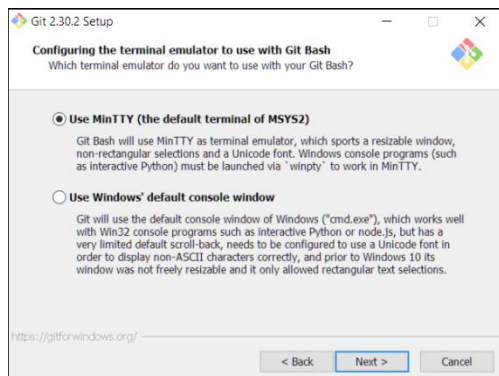 Git 2.30.2 Setup
Configuring the terminal emulator to use with Git Bash
Which terminal emulator do you want to use with your Git Bash?
Use MinTTY (the default terminal of MSYS2)
Git Bash will use MinTTY as terminal emulator, which sports a resizable window,
non-rectangular selections and a Unicode font. Windows console programs (such
as interactive Python) must be launched via `winpty` to work in MinTTY.
Use Windows' default console window
Git will use the default console window of Windows ("cmd.exe"), which works well
with Win32 console programs such as interactive Python or node.js, but has a
very limited default scroll-back, needs to be configured to use a Unicode font in
order to display non-ASCII characters correctly, and prior to Windows 10 its
window was not freely resizable and it only allowed rectangular text selections.
https://gitforwindows.org/
< Back Next > Cancel